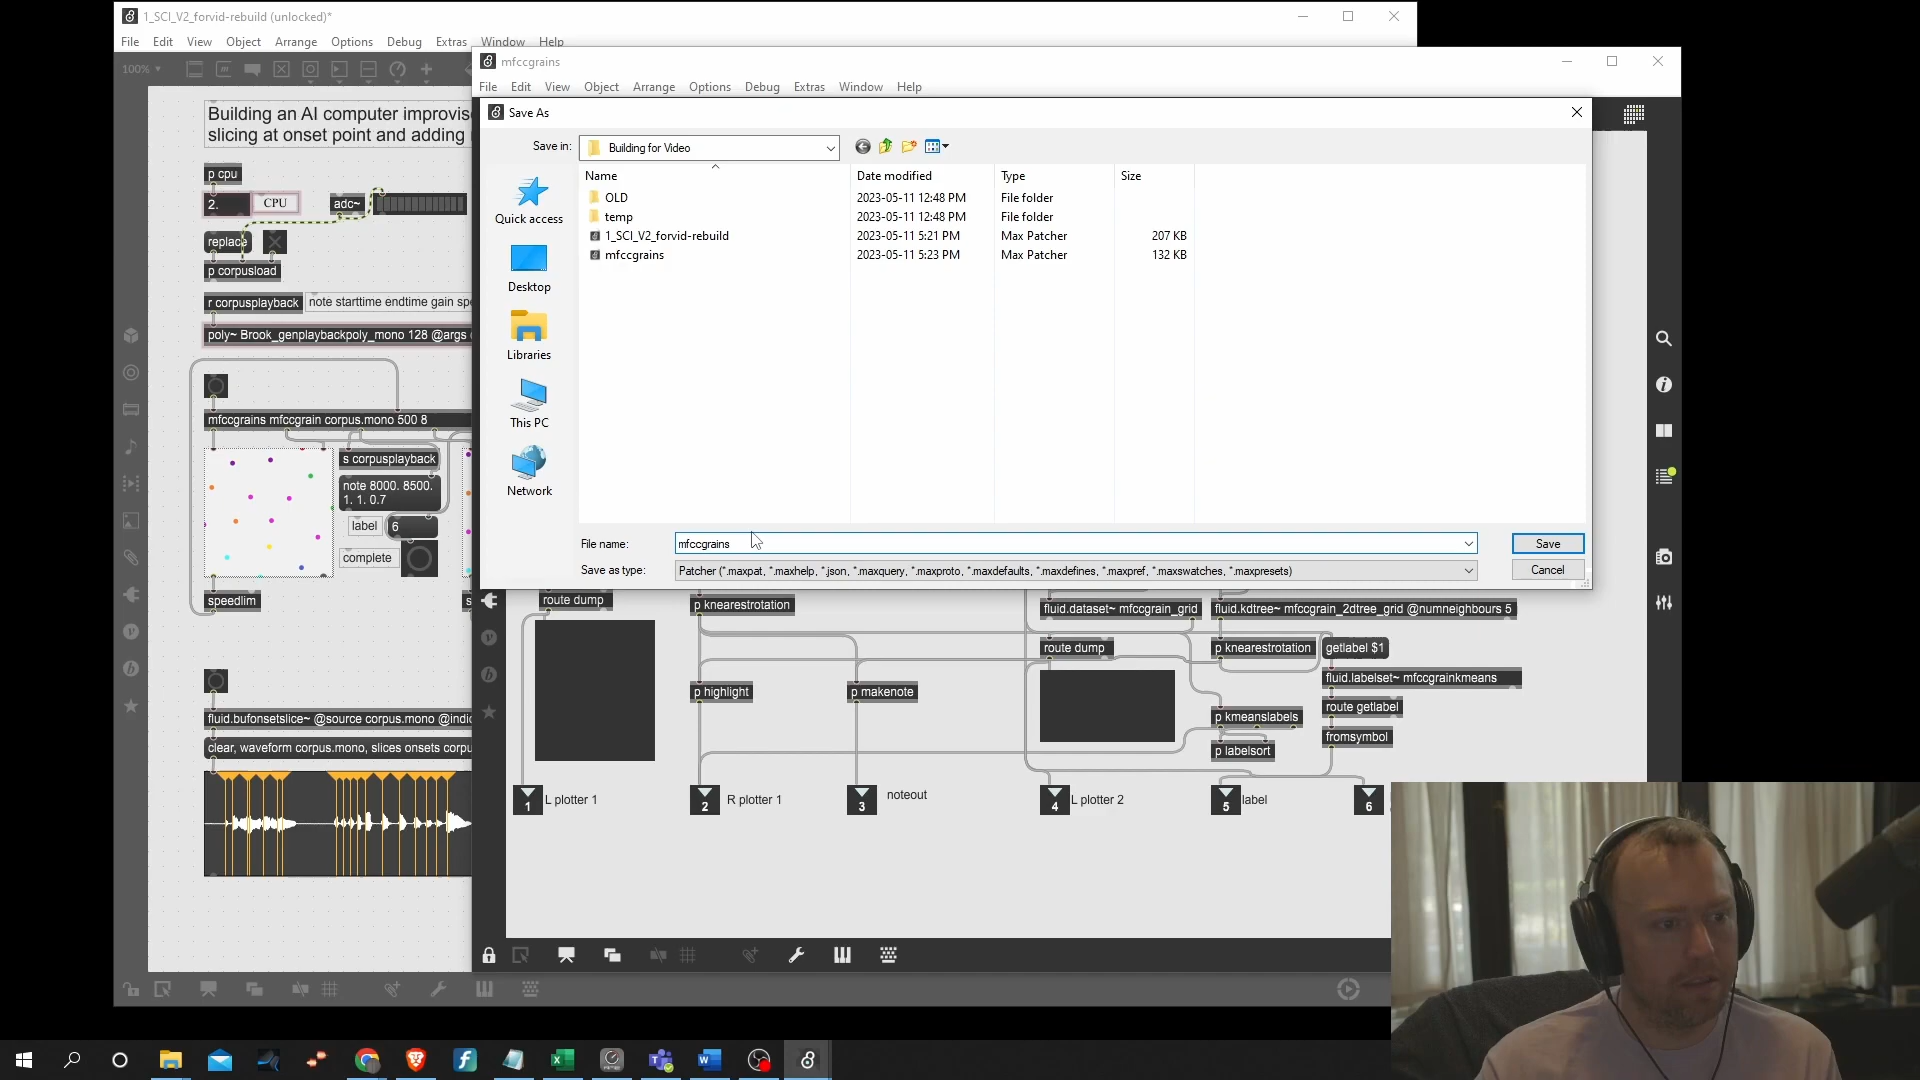 1_SCI_V2_forvid-rebuild (unlocked)*
File Edit View Object Arrange Options Debug Extras Window Help
100%
mfccgrains
File Edit View Object Arrange Options Debug Extras Window Help
Building an AI computer improvise
slicing at onset point and adding
p cpu
2. CPU adc~
replace
p corpusload
r corpusplayback note starttime endtime gain spe
poly~ Brook_genplaybackpoly_mono 128 @args
mfccgrains mfccgrain corpus.mono 500 8
s corpusplayback
note 8000. 8500.
1. 1. 0.7
label 6
complete
speedlim
fluid.bufonsetslice~ @source corpus.mono @indic
clear, waveform corpus.mono, slices onsets corpu
Save As
Save in: Building for Video
Quick access
Desktop
Libraries
This PC
Network
Name Date modified Type Size
OLD 2023-05-11 12:48 PM File folder
temp 2023-05-11 12:48 PM File folder
1_SCI_V2_forvid-rebuild 2023-05-11 5:21 PM Max Patcher 207 KB
mfccgrains 2023-05-11 5:23 PM Max Patcher 132 KB
File name: mfccgrains Save
Save as type: Patcher (*.maxpat, *.maxhelp, *.json, *.maxquery, *.maxproto, *.maxdefaults, *.maxdefines, *.maxpref, *.maxswatches, *.maxpresets) Cancel
route dump
p knearestrotation
fluid.dataset~ mfccgrain_grid
fluid.kdtree~ mfccgrain_2dtree_grid @numneighbours 5
route dump
p knearestrotation
getlabel $1
fluid.labelset~ mfccgrainkmeans
p highlight
p makenote
route getlabel
p kmeanslabels
fromsymbol
p labelsort
1 L plotter 1
2 R plotter 1
3 noteout
4 L plotter 2
5 label
6